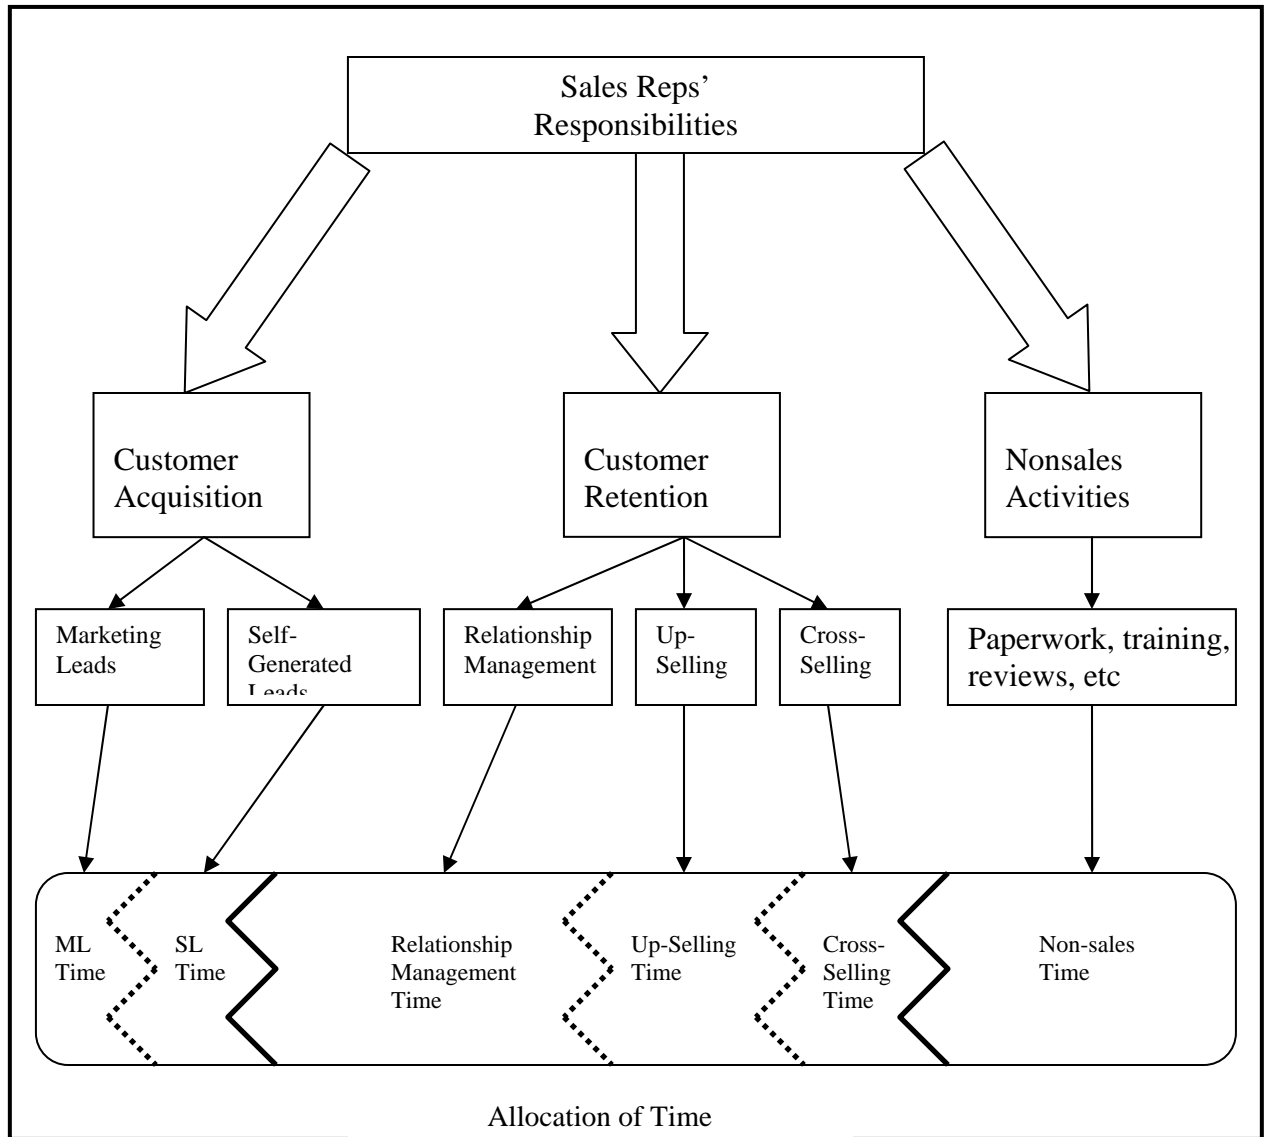 Sales Reps’
Responsibilities
Customer
Acquisition
Customer
Retention
Nonsales
Activities
Marketing
Leads
Self-
Generated
Leads
Relationship
Management
Up-
Selling
Cross-
Selling
Paperwork, training,
reviews, etc
ML
Time
SL
Time
Relationship
Management
Time
Up-Selling
Time
Cross-
Selling
Time
Non-sales
Time
Allocation of Time